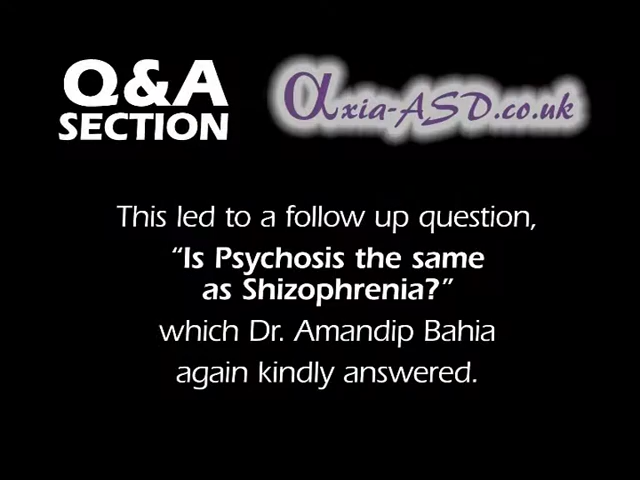 Q&A
SECTION
αxia-ASD.co.uk
This led to a follow up question,
“Is Psychosis the same
as Shizophrenia?”
which Dr. Amandip Bahia
again kindly answered.